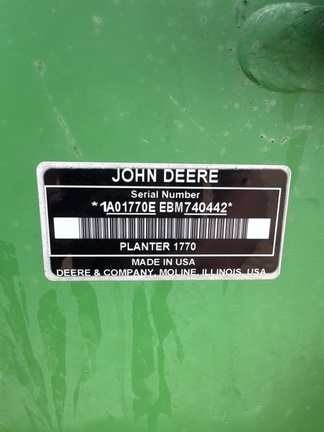 JOHN DEERE
Serial Number
*1A01770E EBM740442*
PLANTER 1770
MADE IN USA
DEERE & COMPANY, MOLINE, ILLINOIS, USA